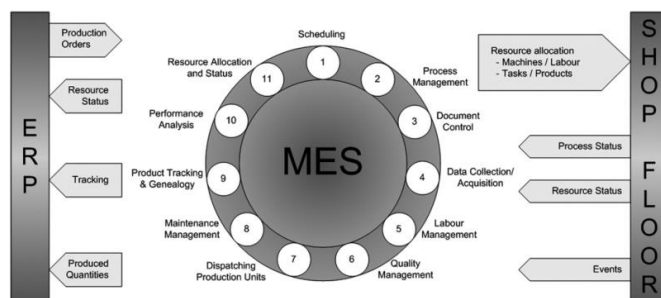 ERP
Production
Orders
Resource
Status
Tracking
Produced
Quantities
MES
Scheduling
1
Process
Management
2
Document
Control
3
Data Collection/
Acquisition
4
Labour
Management
5
Quality
Management
6
Dispatching
Production Units
7
Maintenance
Management
8
Product Tracking
& Genealogy
9
Performance
Analysis
10
Resource Allocation
and Status
11
Resource allocation
- Machines / Labour
- Tasks / Products
Process Status
Resource Status
Events
SHOP FLOOR